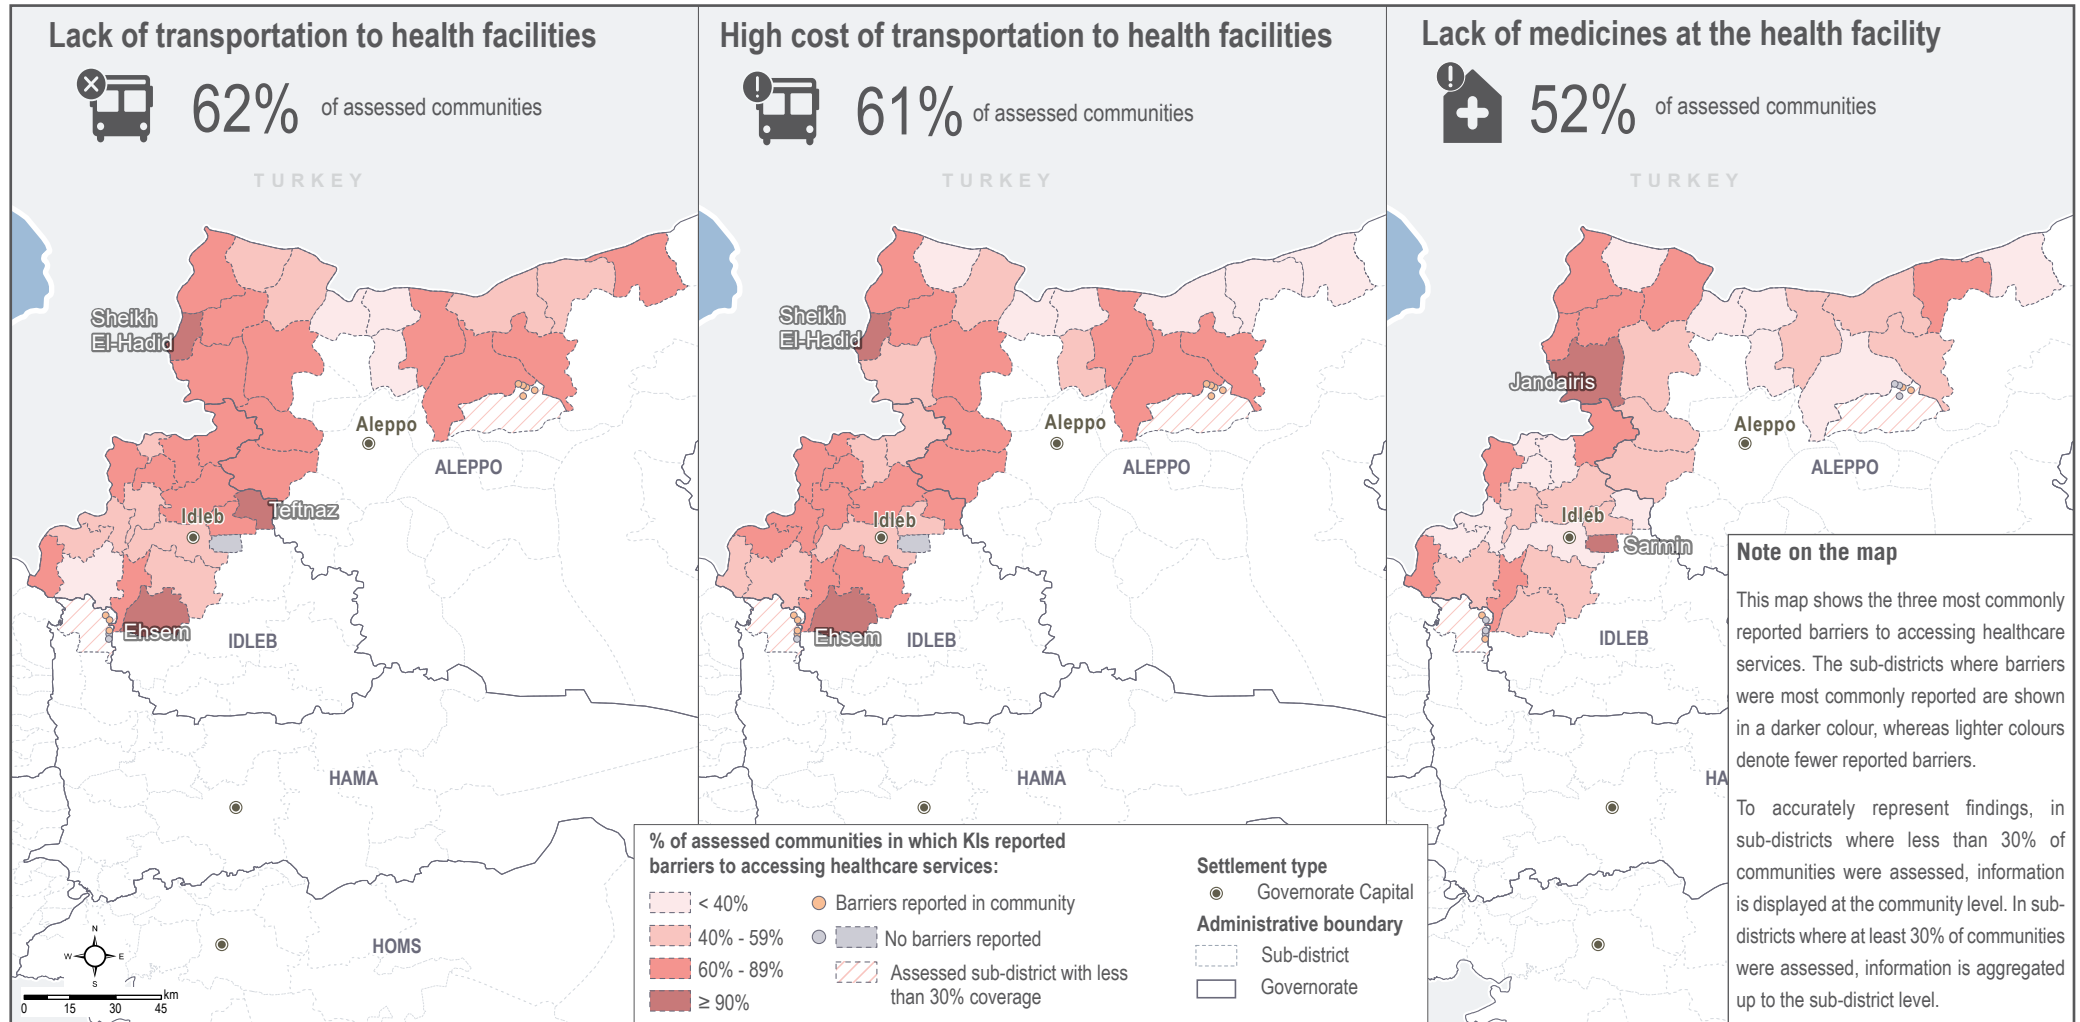 Lack of transportation to health facilities
62% of assessed communities
TURKEY
Sheikh
El-Hadid
Aleppo
ALEPPO
Teftnaz
Idleb
Ehsem
IDLEB
HAMA
HOMS
N
W
E
S
0 15 30 45 km
High cost of transportation to health facilities
61% of assessed communities
TURKEY
Sheikh
El-Hadid
Aleppo
ALEPPO
Idleb
Ehsem
IDLEB
HAMA
Lack of medicines at the health facility
52% of assessed communities
TURKEY
Jandairis
Aleppo
ALEPPO
Idleb
Sarmin
IDLEB
HA
% of assessed communities in which KIs reported
barriers to accessing healthcare services:
< 40%
40% - 59%
60% - 89%
≥ 90%
Barriers reported in community
No barriers reported
Assessed sub-district with less
than 30% coverage
Settlement type
Governorate Capital
Administrative boundary
Sub-district
Governorate
Note on the map
This map shows the three most commonly
reported barriers to accessing healthcare
services. The sub-districts where barriers
were most commonly reported are shown
in a darker colour, whereas lighter colours
denote fewer reported barriers.
To accurately represent findings, in
sub-districts where less than 30% of
communities were assessed, information
is displayed at the community level. In sub-
districts where at least 30% of communities
were assessed, information is aggregated
up to the sub-district level.